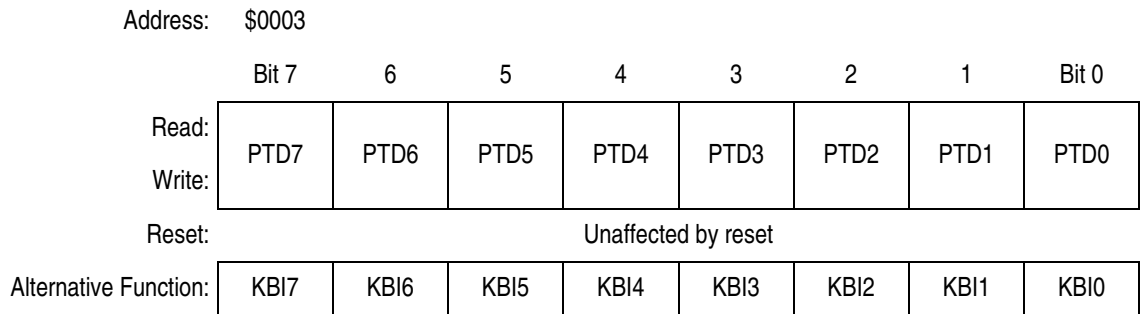 Address: $0003
Bit 7 6 5 4 3 2 1 Bit 0
Read:
PTD7 PTD6 PTD5 PTD4 PTD3 PTD2 PTD1 PTD0
Write:
Reset: Unaffected by reset
Alternative Function: KBI7 KBI6 KBI5 KBI4 KBI3 KBI2 KBI1 KBI0